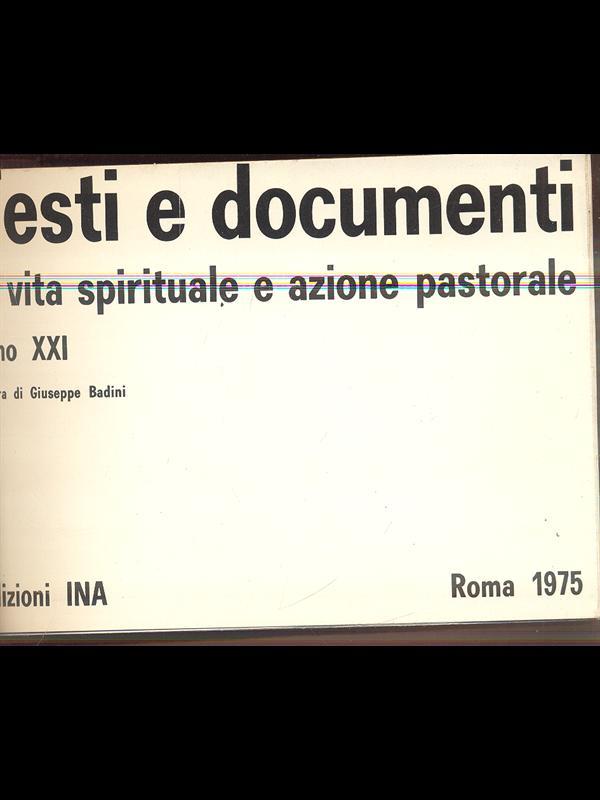 esti e documenti
vita spirituale e azione pastorale
no XXI
ra di Giuseppe Badini
izioni INA
Roma 1975